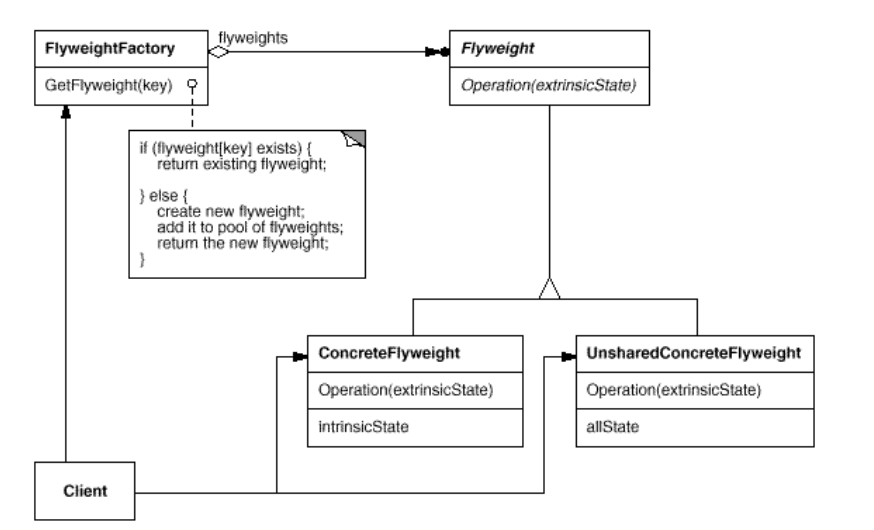 FlyweightFactory
flyweights
Flyweight
GetFlyweight(key)
Operation(extrinsicState)
if (flyweight[key] exists) {
return existing flyweight;
} else {
create new flyweight;
add it to pool of flyweights;
return the new flyweight;
}
ConcreteFlyweight
Operation(extrinsicState)
intrinsicState
UnsharedConcreteFlyweight
Operation(extrinsicState)
allState
Client